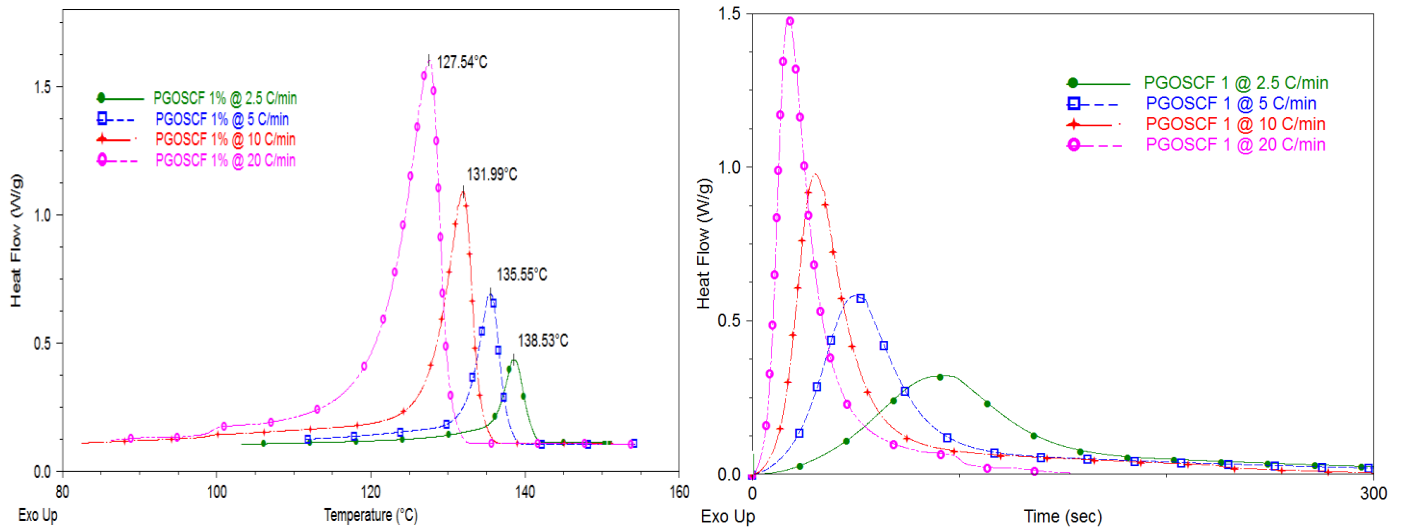 127.54°C
PGOSCF 1% @ 2.5 C/min
PGOSCF 1% @ 5 C/min
PGOSCF 1% @ 10 C/min
PGOSCF 1% @ 20 C/min
131.99°C
135.55°C
138.53°C
Heat Flow (W/g)
1.5
1.0
0.5
0.0
80
100
120
140
160
Exo Up
Temperature (°C)
PGOSCF 1 @ 2.5 C/min
PGOSCF 1 @ 5 C/min
PGOSCF 1 @ 10 C/min
PGOSCF 1 @ 20 C/min
Heat Flow (W/g)
1.5
1.0
0.5
0.0
0
300
Exo Up
Time (sec)